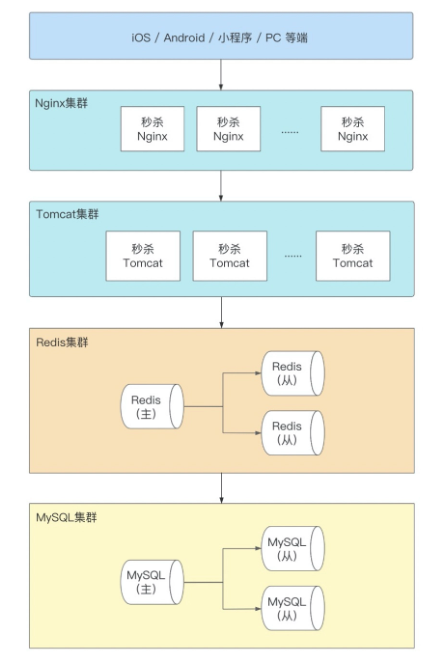 iOS / Android / 小程序 / PC 等端
Nginx集群
秒杀
Nginx
秒杀
Nginx
......
秒杀
Nginx
Tomcat集群
秒杀
Tomcat
秒杀
Tomcat
......
秒杀
Tomcat
Redis集群
Redis
（主）
Redis
（从）
Redis
（从）
MySQL集群
MySQL
（主）
MySQL
（从）
MySQL
（从）